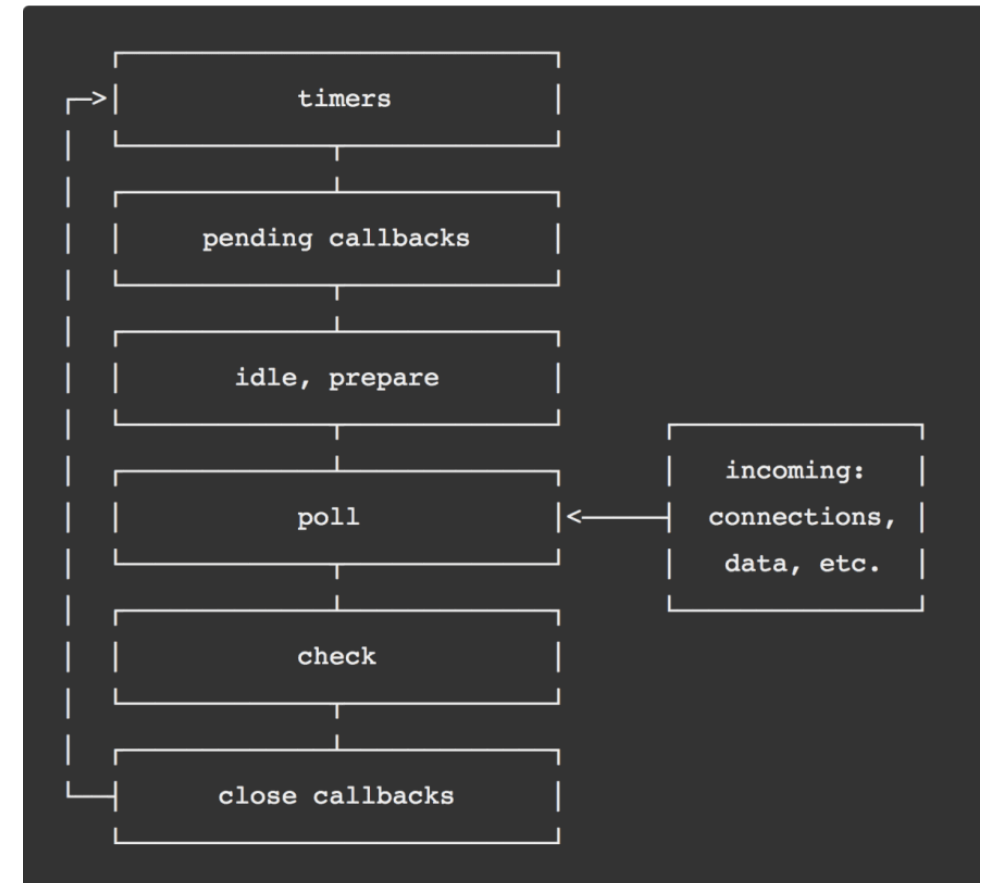 timers
pending callbacks
idle, prepare
poll
incoming:
connections,
data, etc.
check
close callbacks